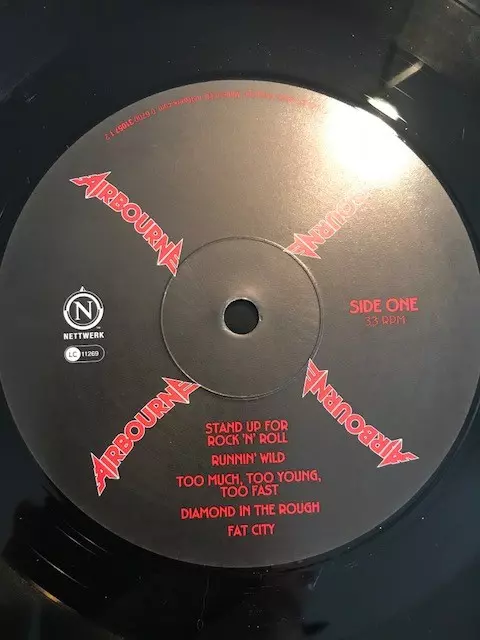 AIRBOURNE
AIRBOURNE
N
NETTWERK
LC 11269
SIDE ONE
33 RPM
AIRBOURNE
AIRBOURNE
STAND UP FOR
ROCK 'N' ROLL
RUNNIN' WILD
TOO MUCH, TOO YOUNG,
TOO FAST
DIAMOND IN THE ROUGH
FAT CITY